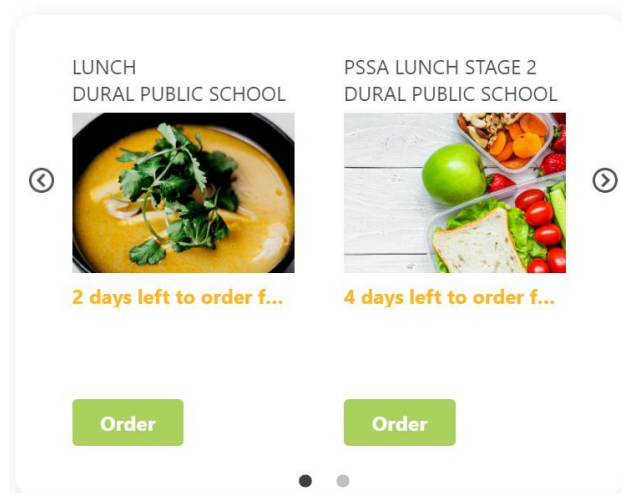 LUNCH
DURAL PUBLIC SCHOOL
2 days left to order f...
Order
PSSA LUNCH STAGE 2
DURAL PUBLIC SCHOOL
4 days left to order f...
Order